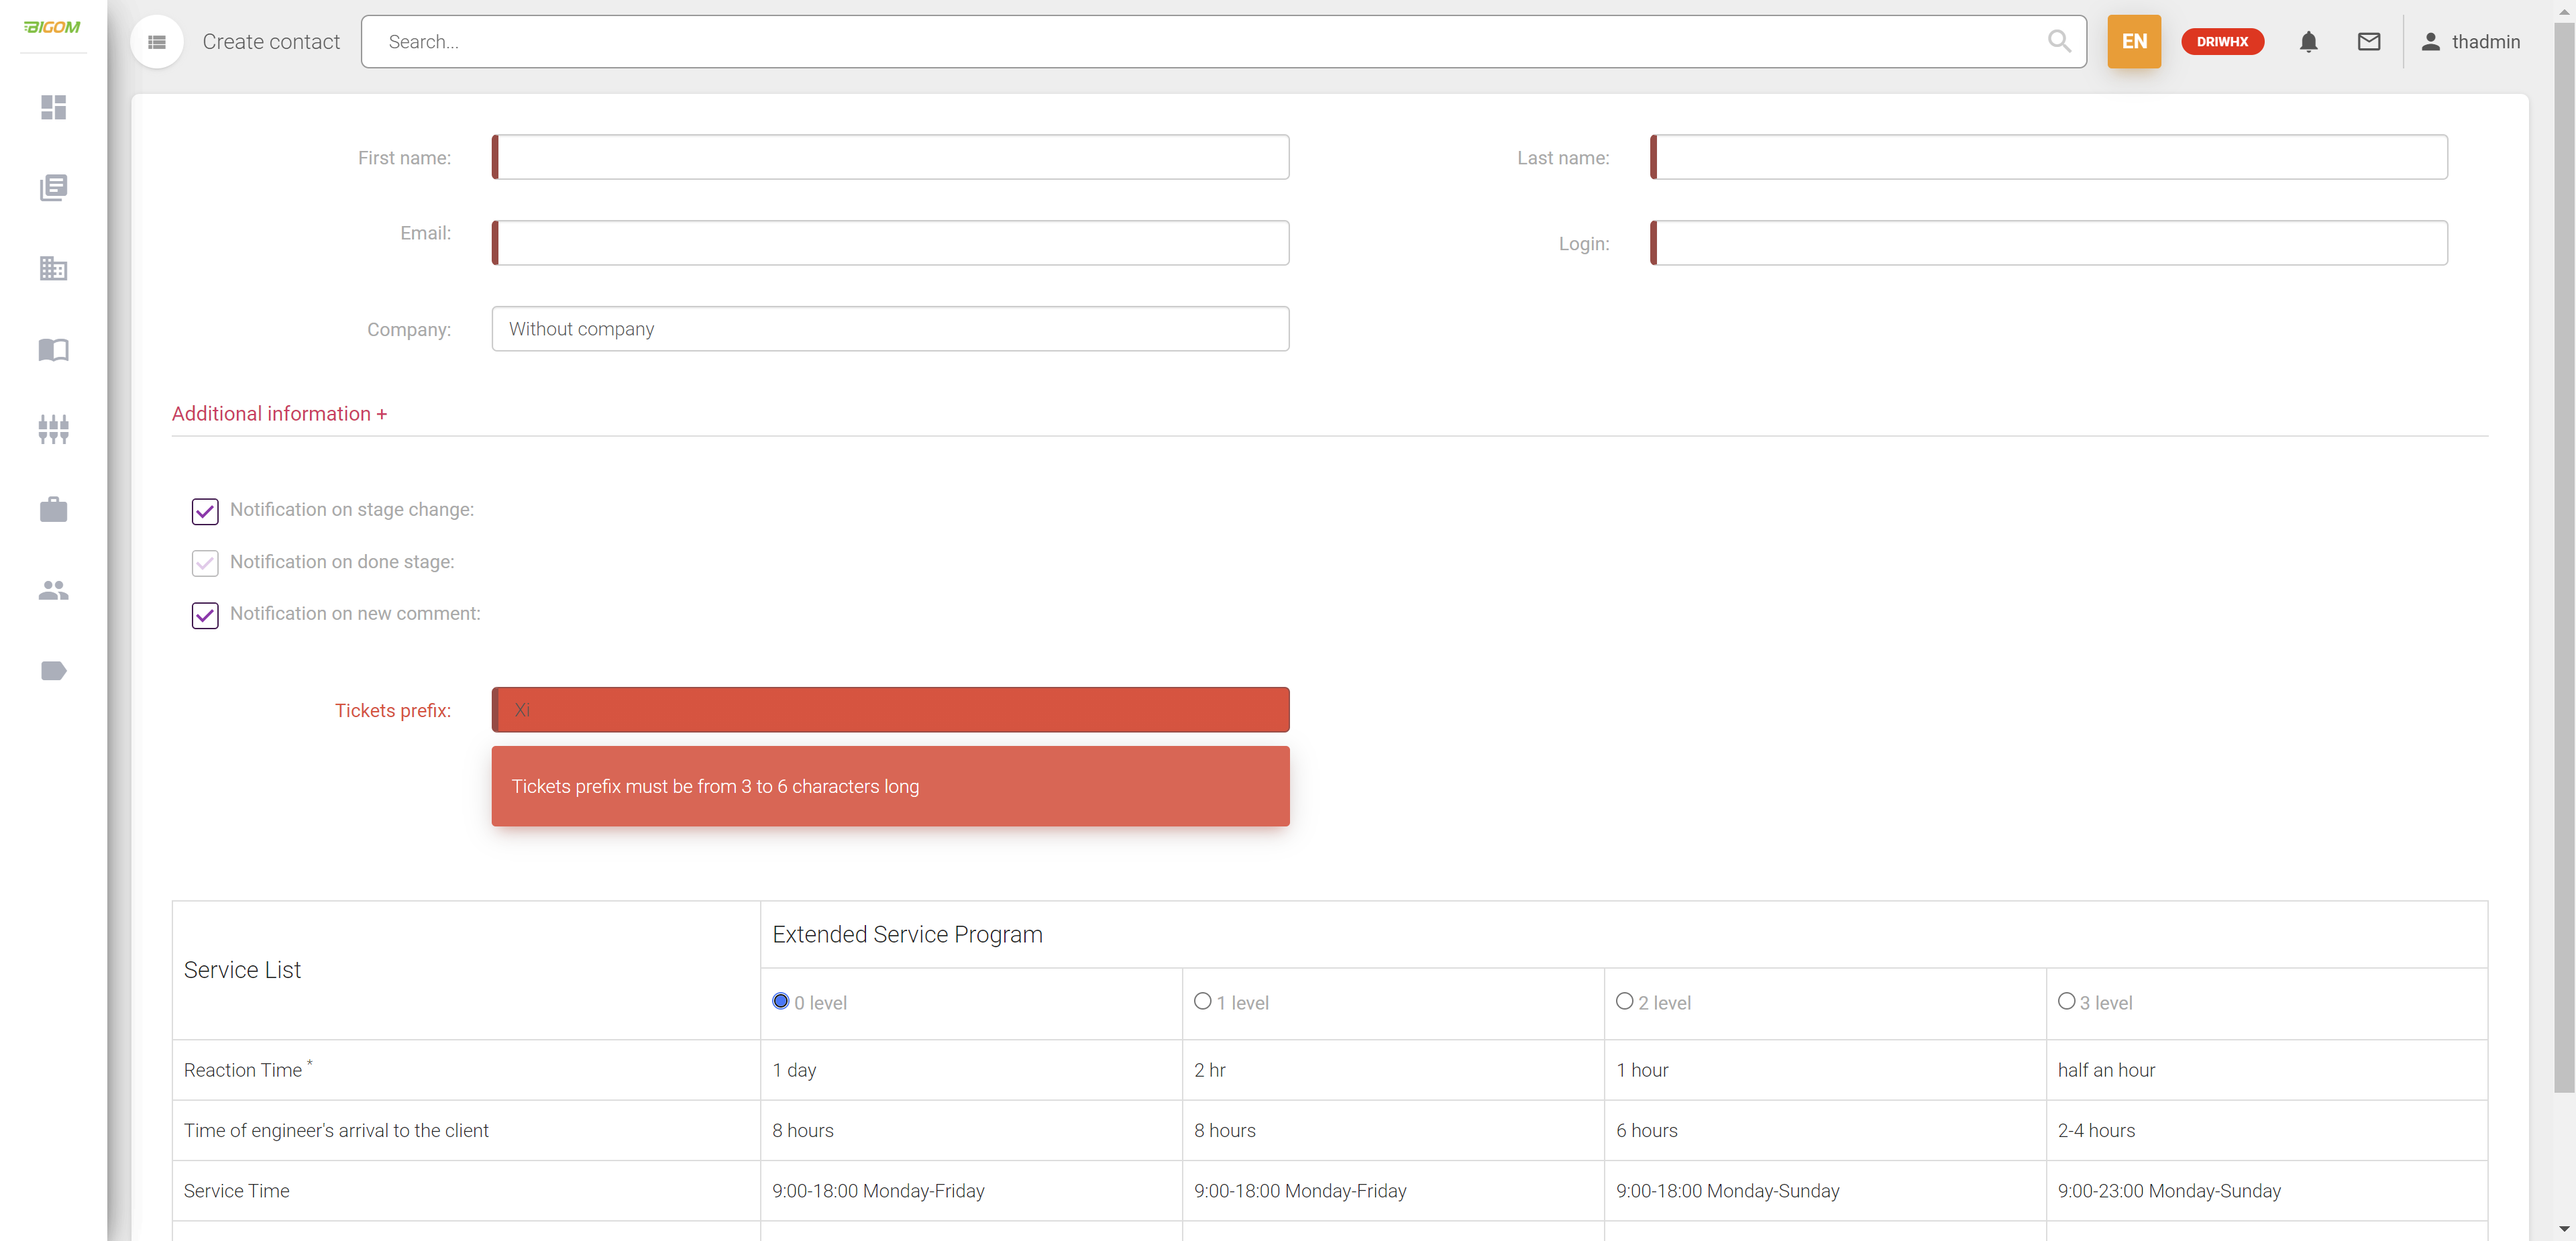 BIGOM
Create contact
Search...
EN
DRIWHX
thadmin
First name:
Last name:
Email:
Login:
Company:
Without company
Additional information +
Notification on stage change:
Notification on done stage:
Notification on new comment:
Tickets prefix:
Xi
Tickets prefix must be from 3 to 6 characters long
Service List
Extended Service Program
0 level
1 level
2 level
3 level
Reaction Time * 1 day 2 hr 1 hour half an hour
Time of engineer's arrival to the client 8 hours 8 hours 6 hours 2-4 hours
Service Time 9:00-18:00 Monday-Friday 9:00-18:00 Monday-Friday 9:00-18:00 Monday-Sunday 9:00-23:00 Monday-Sunday